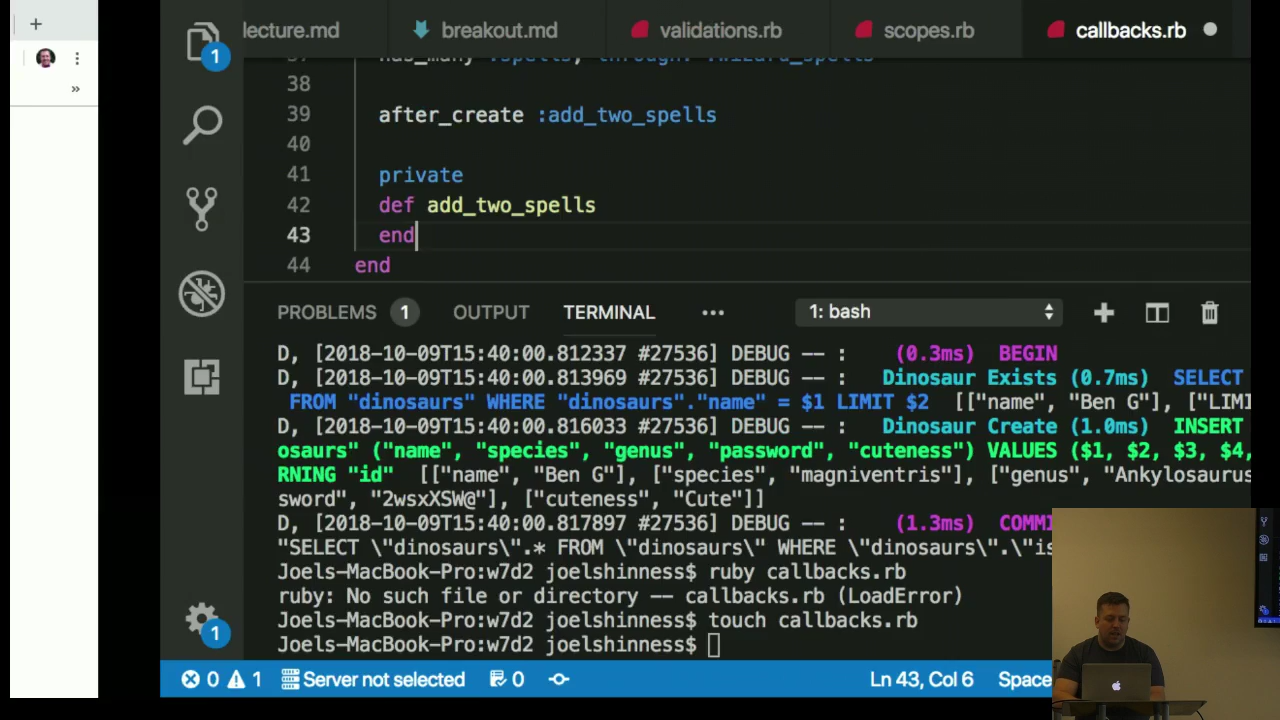 lecture.md
breakout.md
validations.rb
scopes.rb
callbacks.rb
37 has_many :spells, through: :wizard_spells
38
39 after_create :add_two_spells
40
41 private
42 def add_two_spells
43 end
44 end
PROBLEMS 1 OUTPUT TERMINAL ••• 1: bash
D, [2018-10-09T15:40:00.812337 #27536] DEBUG -- : (0.3ms) BEGIN
D, [2018-10-09T15:40:00.813969 #27536] DEBUG -- : Dinosaur Exists (0.7ms) SELECT
FROM "dinosaurs" WHERE "dinosaurs"."name" = $1 LIMIT $2 [["name", "Ben G"], ["LIMI
D, [2018-10-09T15:40:00.816033 #27536] DEBUG -- : Dinosaur Create (1.0ms) INSERT
osaurs" ("name", "species", "genus", "password", "cuteness") VALUES ($1, $2, $3, $4,
RNING "id" [["name", "Ben G"], ["species", "magniventris"], ["genus", "Ankylosaurus
sword", "2wsxXSW@"], ["cuteness", "Cute"]]
D, [2018-10-09T15:40:00.817897 #27536] DEBUG -- : (1.3ms) COMMI
"SELECT \"dinosaurs\".* FROM \"dinosaurs\" WHERE \"dinosaurs\".\"is
Joels-MacBook-Pro:w7d2 joelshinness$ ruby callbacks.rb
ruby: No such file or directory -- callbacks.rb (LoadError)
Joels-MacBook-Pro:w7d2 joelshinness$ touch callbacks.rb
Joels-MacBook-Pro:w7d2 joelshinness$
1
1
0 1 Server not selected 0 Ln 43, Col 6 Space